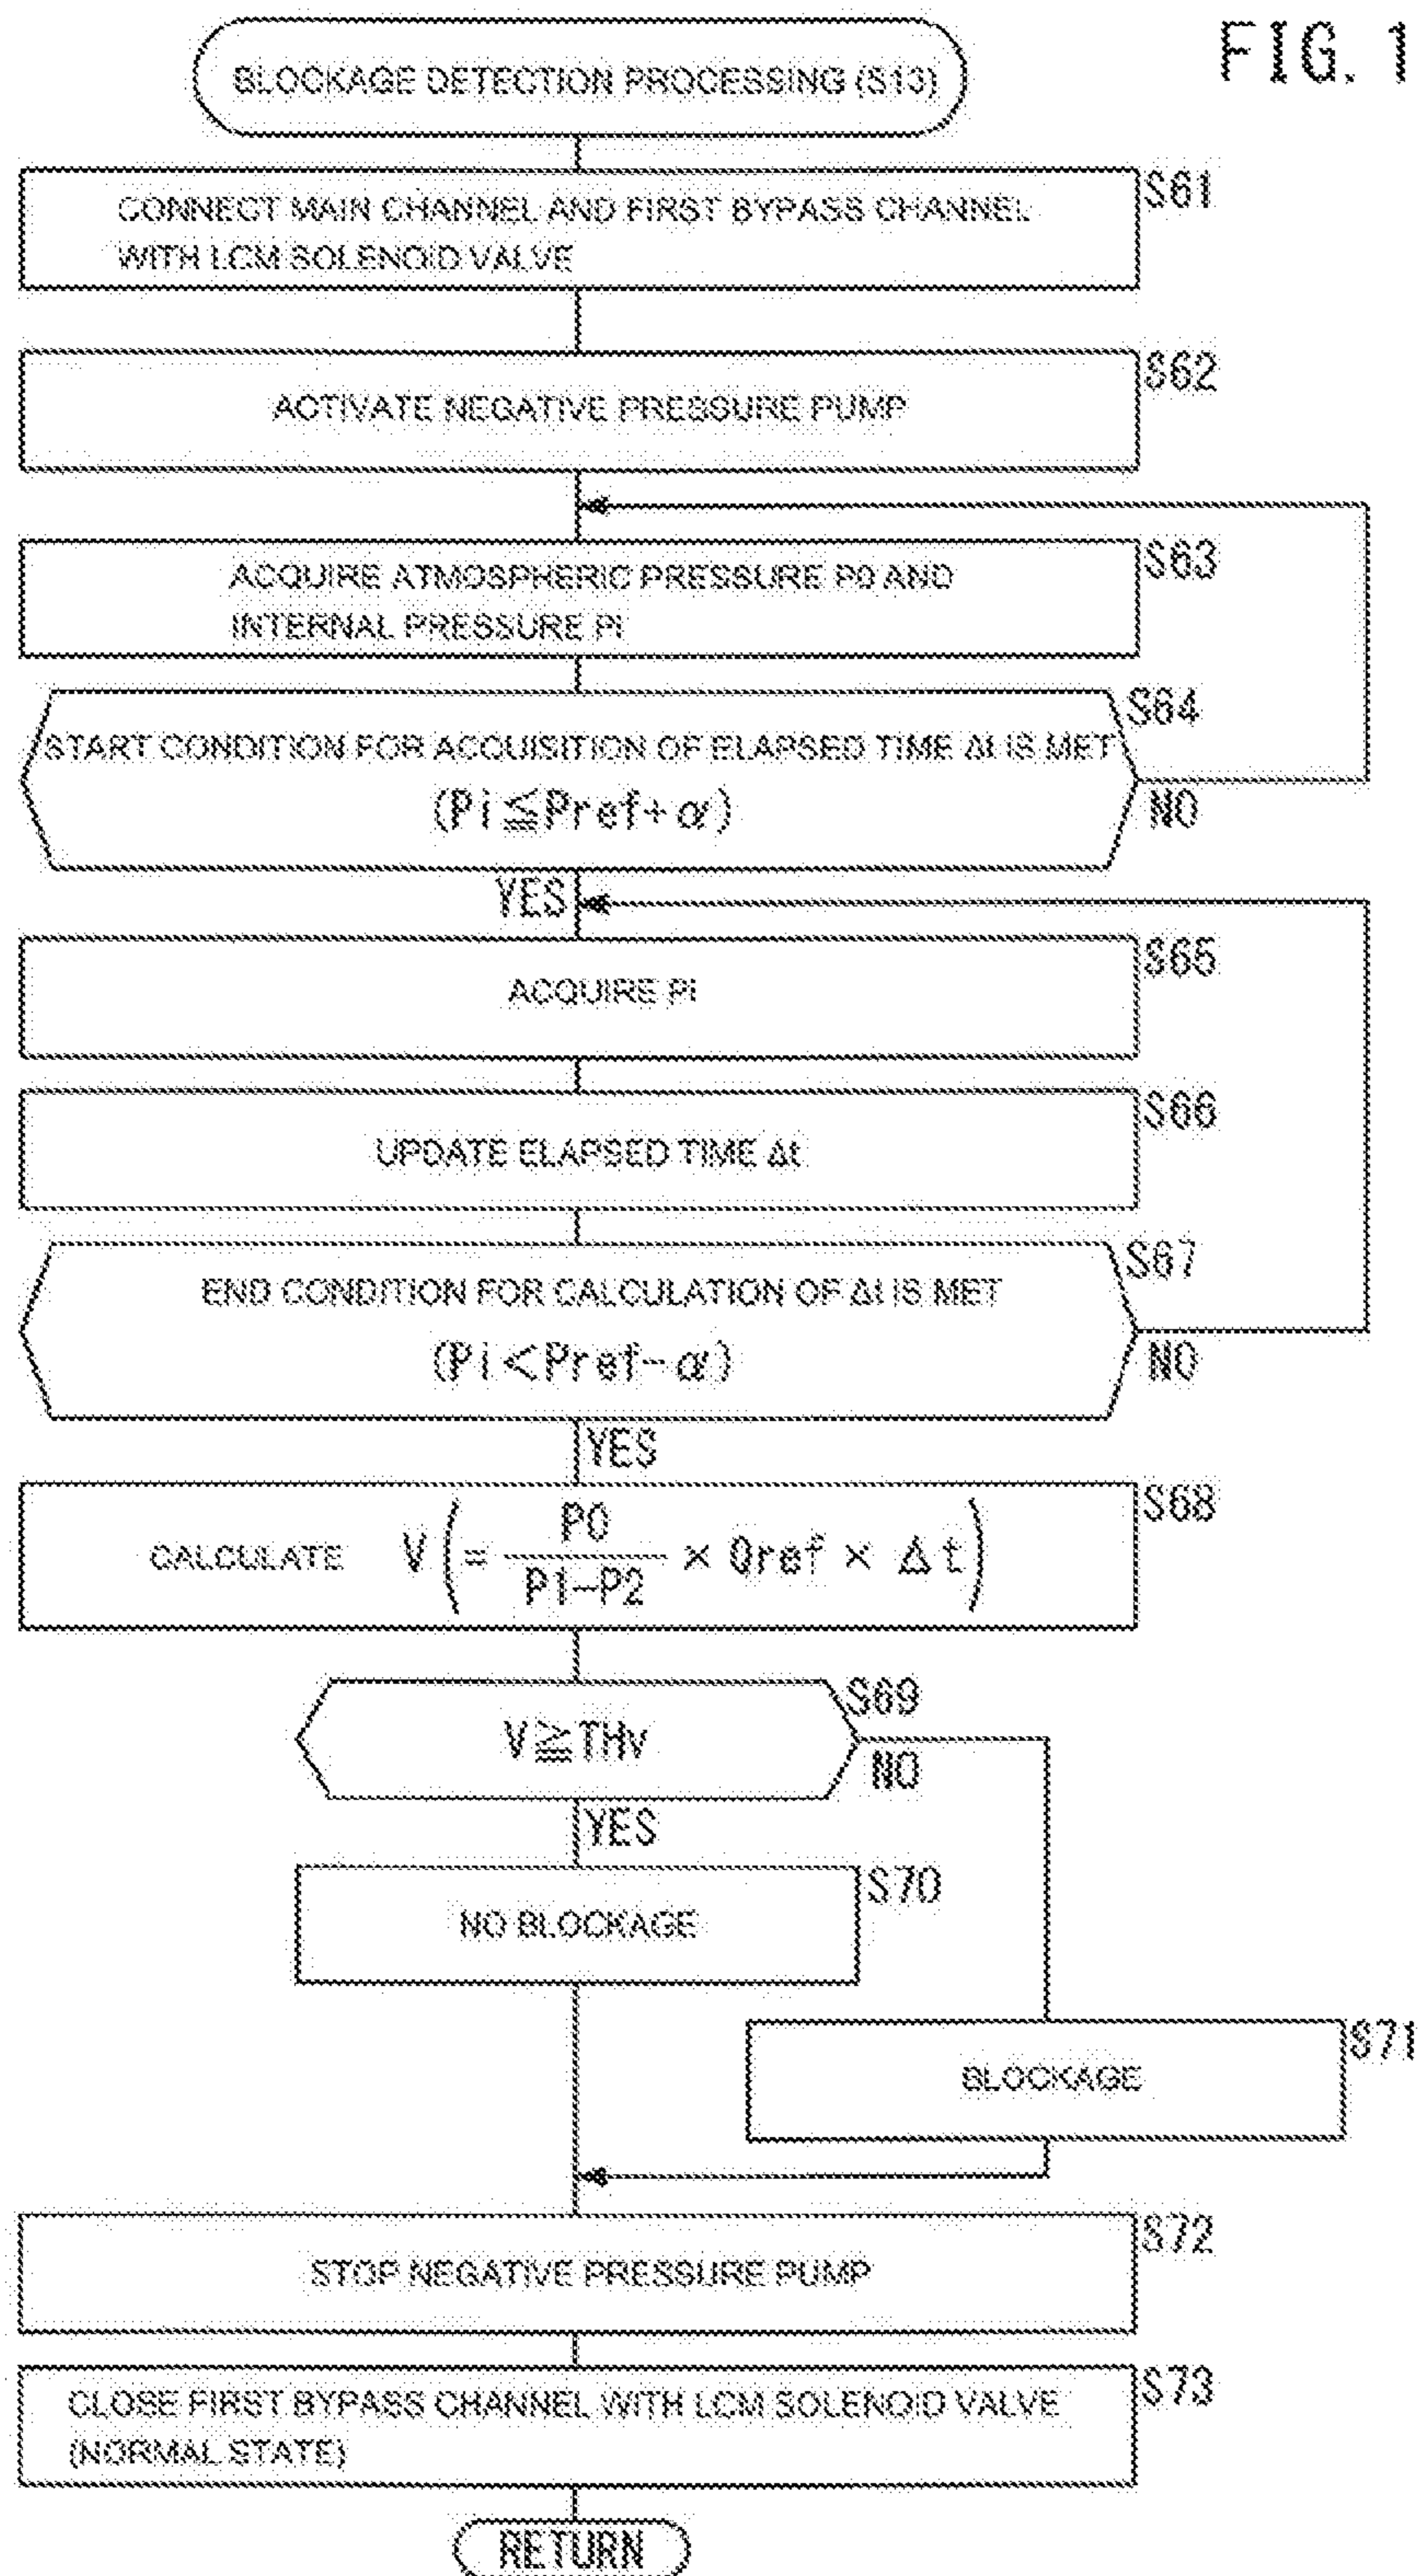 FIG. 1
BLOCKAGE DETECTION PROCESSING (S13)
S61
CONNECT MAIN CHANNEL AND FIRST BYPASS CHANNEL
WITH LCM SOLENOID VALVE
S62
ACTIVATE NEGATIVE PRESSURE PUMP
S63
ACQUIRE ATMOSPHERIC PRESSURE P0 AND
INTERNAL PRESSURE Pi
S64
START CONDITION FOR ACQUISITION OF ELAPSED TIME Δt IS MET
(Pi≦Pref+α)
NO
YES
S65
ACQUIRE Pi
S66
UPDATE ELAPSED TIME Δt
S67
END CONDITION FOR CALCULATION OF Δt IS MET
(Pi<Pref-α)
NO
YES
S68
CALCULATE V(= P0/P1-P2 × Qref × Δt)
S69
V≧THv
NO
YES
S70
NO BLOCKAGE
S71
BLOCKAGE
S72
STOP NEGATIVE PRESSURE PUMP
S73
CLOSE FIRST BYPASS CHANNEL WITH LCM SOLENOID VALVE
(NORMAL STATE)
RETURN